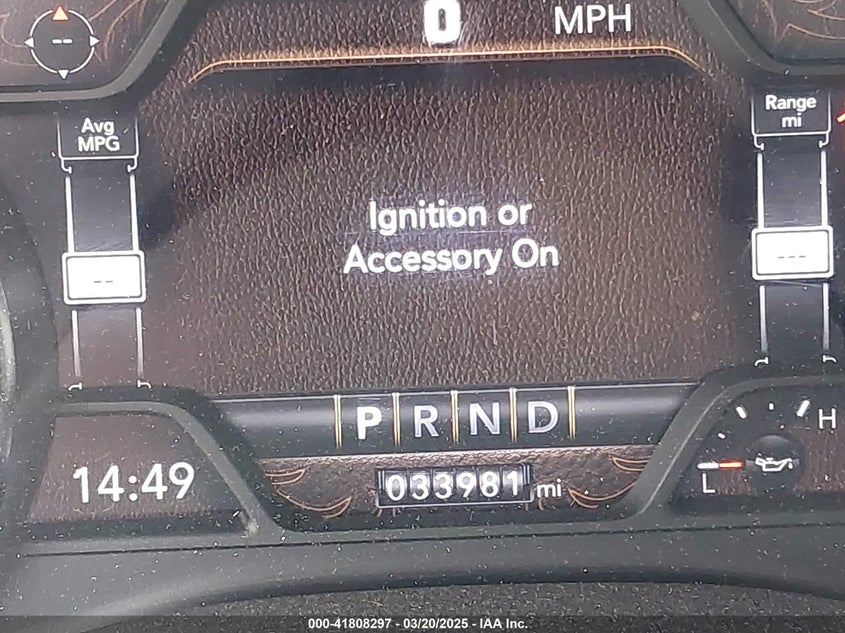 0 MPH
--
Avg
MPG
Range
mi
Ignition or
Accessory On
--
---
P R N D
H
14:49
033981 mi
L
000-41808297 - 03/20/2025 - IAA Inc.